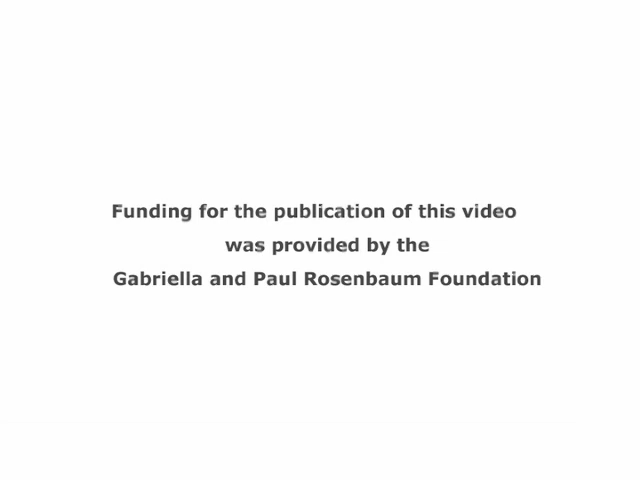 Funding for the publication of this video
was provided by the
Gabriella and Paul Rosenbaum Foundation